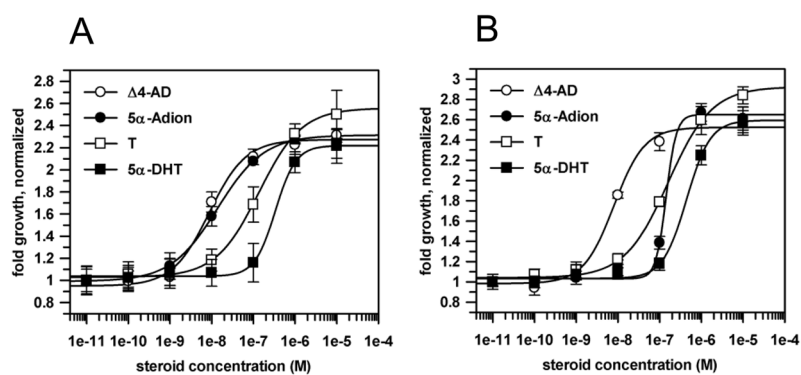 A
fold growth, normalized
2.8
2.6
2.4
2.2
2.0
1.8
1.6
1.4
1.2
1.0
0.8
Δ4-AD
5α-Adion
T
5α-DHT
1e-11 1e-10 1e-9 1e-8 1e-7 1e-6 1e-5 1e-4
steroid concentration (M)
B
fold growth, normalized
3
2.8
2.6
2.4
2.2
2
1.8
1.6
1.4
1.2
1
0.8
Δ4-AD
5α-Adion
T
5α-DHT
1e-11 1e-10 1e-9 1e-8 1e-7 1e-6 1e-5 1e-4
steroid concentration (M)